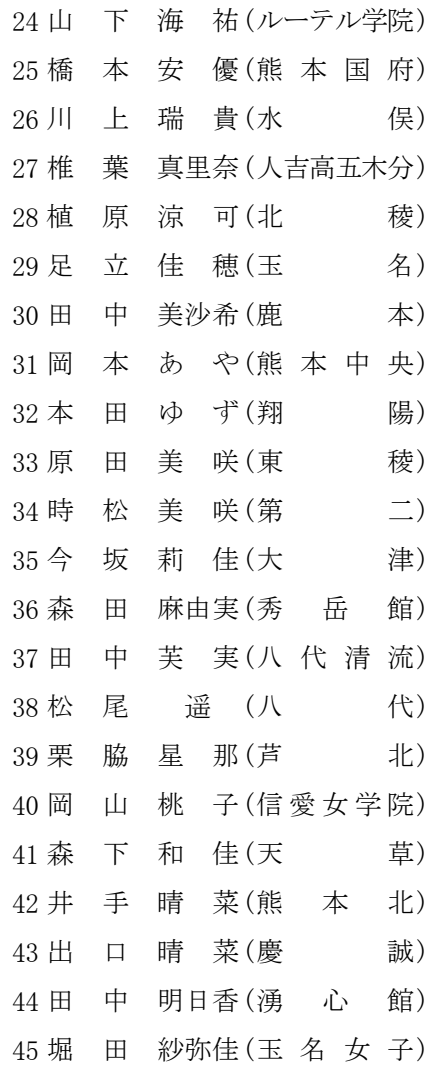 24 山下海祐(ルーテル学院)
25 橋本安優(熊本国府)
26 川上瑞貴(水俣)
27 椎葉真里奈(人吉高五木分)
28 植原涼可(北稜)
29 足立佳穂(玉名)
30 田中美沙希(鹿本)
31 岡本あや(熊本中央)
32 本田ゆず(翔陽)
33 原田美咲(東稜)
34 時松美咲(第二)
35 今坂莉佳(大津)
36 森田麻由実(秀岳館)
37 田中芙実(八代清流)
38 松尾遥(八代)
39 栗脇星那(芦北)
40 岡山桃子(信愛女学院)
41 森下和佳(天草)
42 井手晴菜(熊本北)
43 出口晴菜(慶誠)
44 田中明日香(湧心館)
45 堀田紗弥佳(玉名女子)